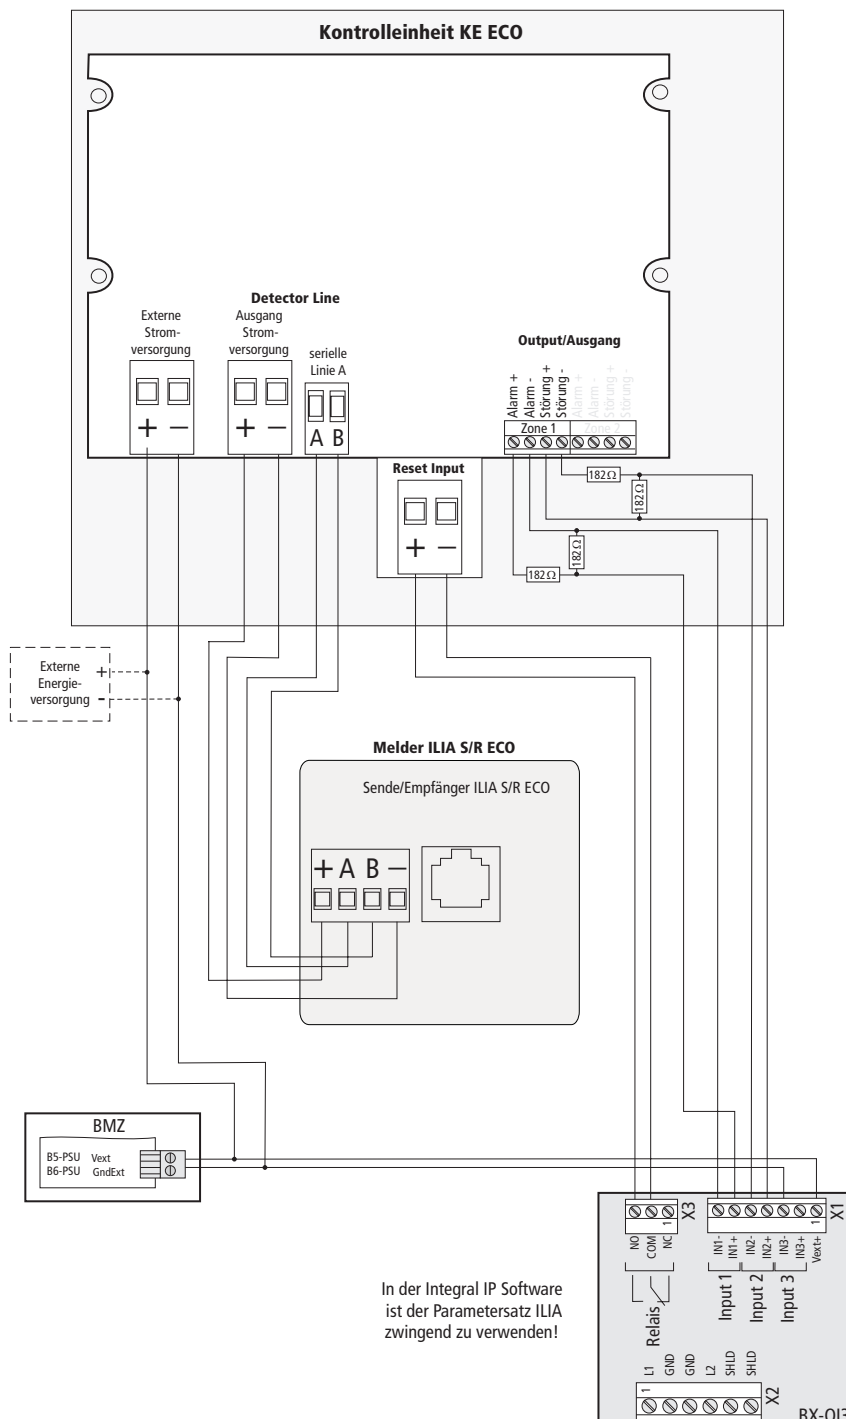 Kontrolleinheit KE ECO
Detector Line
Externe
Strom-
versorgung
Ausgang
Strom-
versorgung
serielle
Linie A
Output/Ausgang
Alarm +
Alarm -
Störung +
Störung -
Alarm +
Alarm -
Störung +
Störung -
Zone 1
Zone 2
+ −
+ −
A B
Reset Input
+ −
182Ω
182Ω
182Ω
182Ω
Externe
Energie-
versorgung
+
-
Melder ILIA S/R ECO
Sende/Empfänger ILIA S/R ECO
+ A B −
BMZ
B5-PSU Vext
B6-PSU GndExt
X3
1
NO
COM
NC
Relais
X1
1
IN1-
IN1+
IN2-
IN2+
IN3-
IN3+
Vext+
Input 1
Input 2
Input 3
In der Integral IP Software
ist der Parametersatz ILIA
zwingend zu verwenden!
L1
GND
GND
L2
SHLD
SHLD
1
X2
BX-OI3